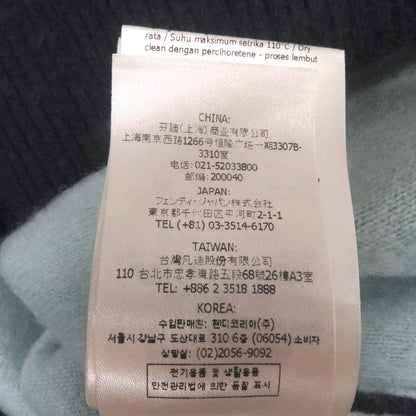 rata / Suhu maksimum setrika 110°C / Dry
clean dengan perclhoretene - proses lembut
CHINA:
芬迪（上海）商业有限公司
上海南京西路1266号恒隆广场一期3307B-
3310室
电话: 021-52033800
邮编: 200040
JAPAN:
フェンディ・ジャパン株式会社
東京都千代田区平河町2-1-1
TEL (+81) 03-3514-6170
TAIWAN:
台灣凡迪股份有限公司
110 台北市忠孝東路五段68號26樓A3室
TEL: +886 2 3518 1888
KOREA:
수입판매원: 펜디코리아(주)
서울시 강남구 도산대로 310 6층 (06054) 소비자
상담실: (02)2056-9092
전기용품 및 생활용품
안전관리법에 의한 품질 표시